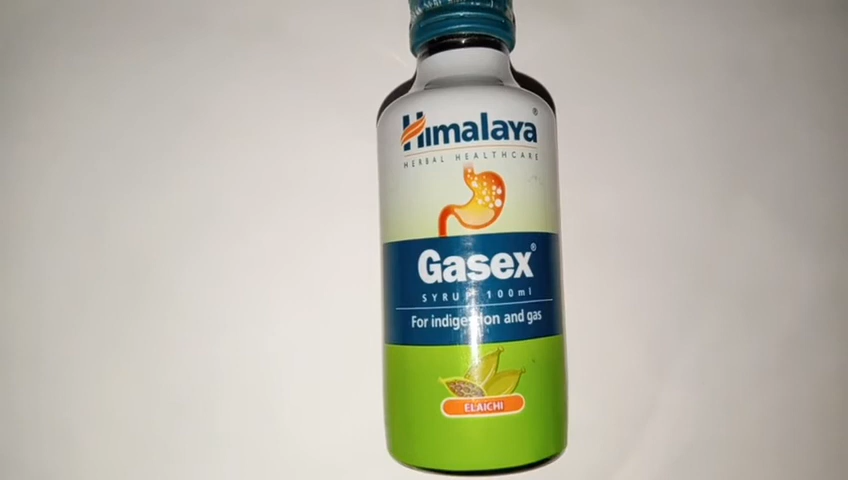 Himalaya®
HERBAL HEALTHCARE
Gasex®
SYRUP 100ml
For indigestion and gas
ELAICHI